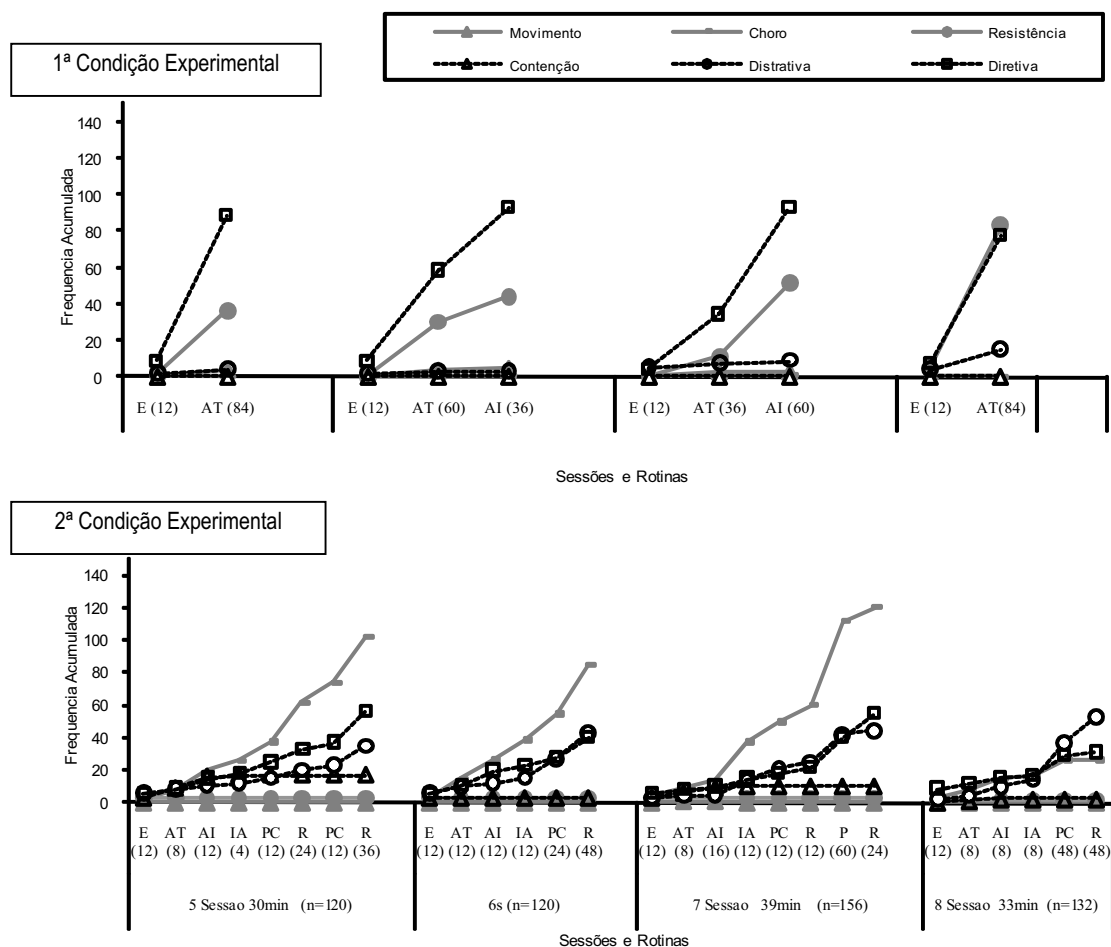 Movimento Choro Resistência
Contenção Distrativa Diretiva
1ª Condição Experimental
Frequencia Acumulada
140
120
100
80
60
40
20
0
E (12) AT (84) E (12) AT (60) AI (36) E (12) AT (36) AI (60) E (12) AT(84)
Sessões e Rotinas
2ª Condição Experimental
Frequencia Acumulada
140
120
100
80
60
40
20
0
E AT AI IA PC R PC R E AT AI IA PC R E AT AI IA PC R P R E AT AI IA PC R
(12) (8) (12) (4) (12) (24) (12) (36) (12) (12) (12) (12) (24) (48) (12) (8) (16) (12) (12) (12) (60) (24) (12) (8) (8) (8) (48) (48)
5 Sessao 30min (n=120) 6s (n=120) 7 Sessao 39min (n=156) 8 Sessao 33min (n=132)
Sessões e Rotinas